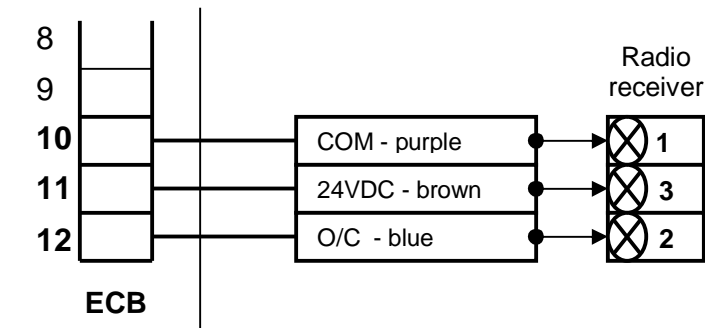 8
Radio
receiver
9
10 COM - purple 1
11 24VDC - brown 3
12 O/C - blue 2
ECB